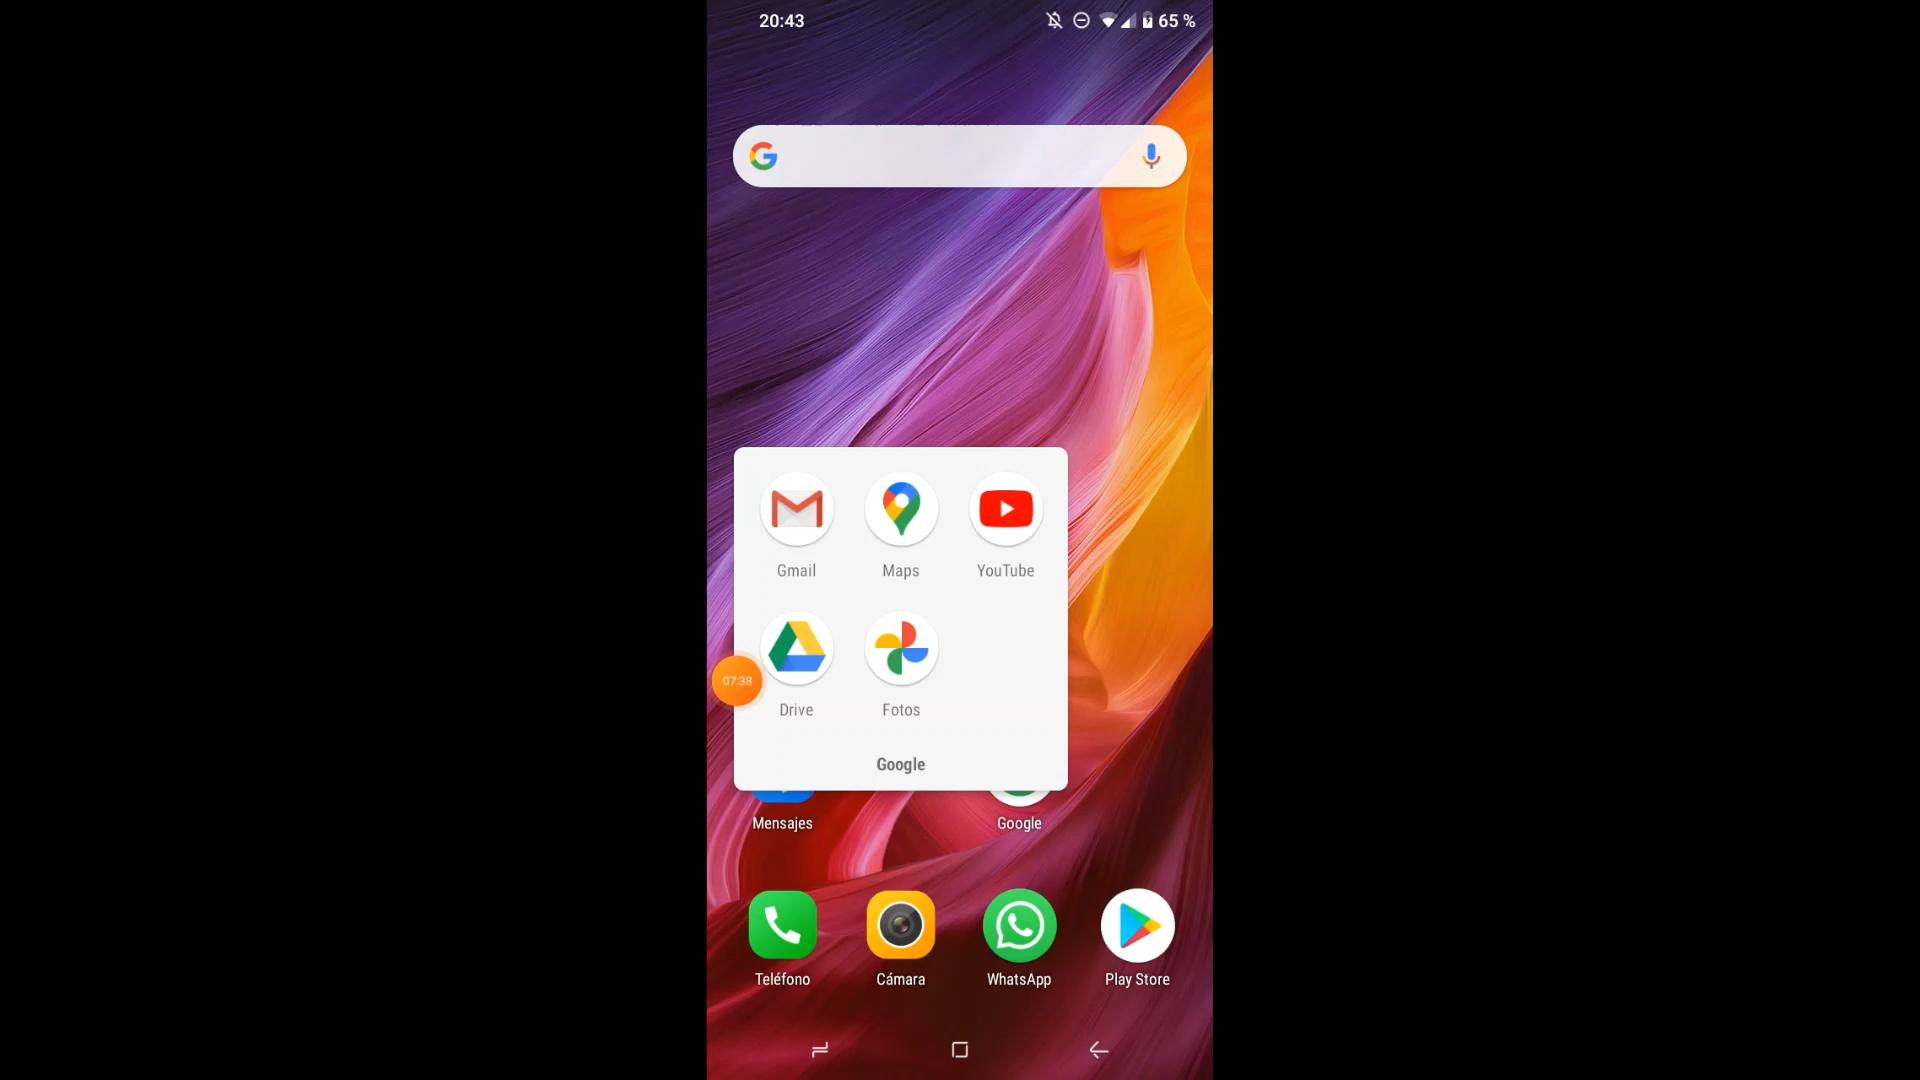 20:43
65 %
Gmail
Maps
YouTube
07:38
Drive
Fotos
Google
Mensajes
Google
Teléfono
Cámara
WhatsApp
Play Store